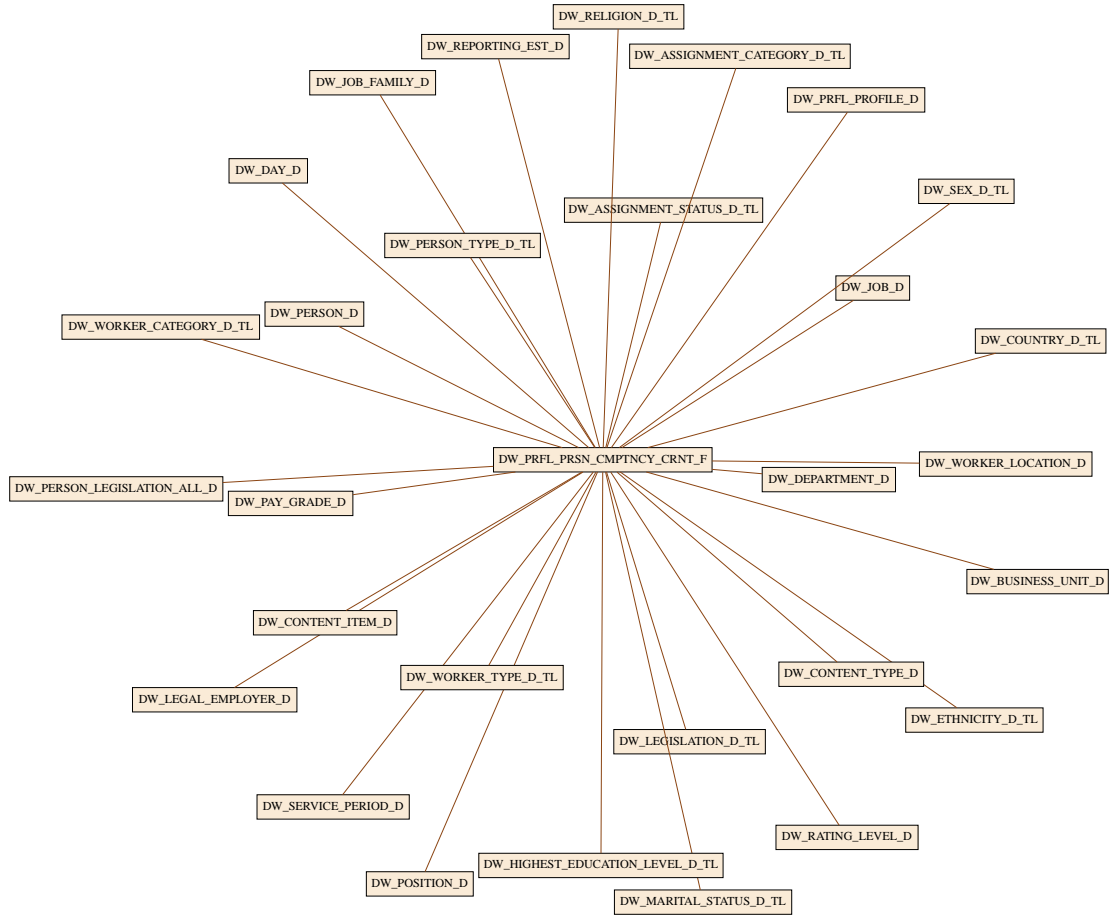 DW_RELIGION_D_TL
DW_REPORTING_EST_D
DW_ASSIGNMENT_CATEGORY_D_TL
DW_JOB_FAMILY_D
DW_PRFL_PROFILE_D
DW_DAY_D
DW_SEX_D_TL
DW_ASSIGNMENT_STATUS_D_TL
DW_PERSON_TYPE_D_TL
DW_JOB_D
DW_PERSON_D
DW_WORKER_CATEGORY_D_TL
DW_COUNTRY_D_TL
DW_PRFL_PRSN_CMPTNCY_CRNT_F
DW_WORKER_LOCATION_D
DW_DEPARTMENT_D
DW_PERSON_LEGISLATION_ALL_D
DW_PAY_GRADE_D
DW_BUSINESS_UNIT_D
DW_CONTENT_ITEM_D
DW_CONTENT_TYPE_D
DW_WORKER_TYPE_D_TL
DW_LEGAL_EMPLOYER_D
DW_ETHNICITY_D_TL
DW_LEGISLATION_D_TL
DW_SERVICE_PERIOD_D
DW_RATING_LEVEL_D
DW_HIGHEST_EDUCATION_LEVEL_D_TL
DW_POSITION_D
DW_MARITAL_STATUS_D_TL